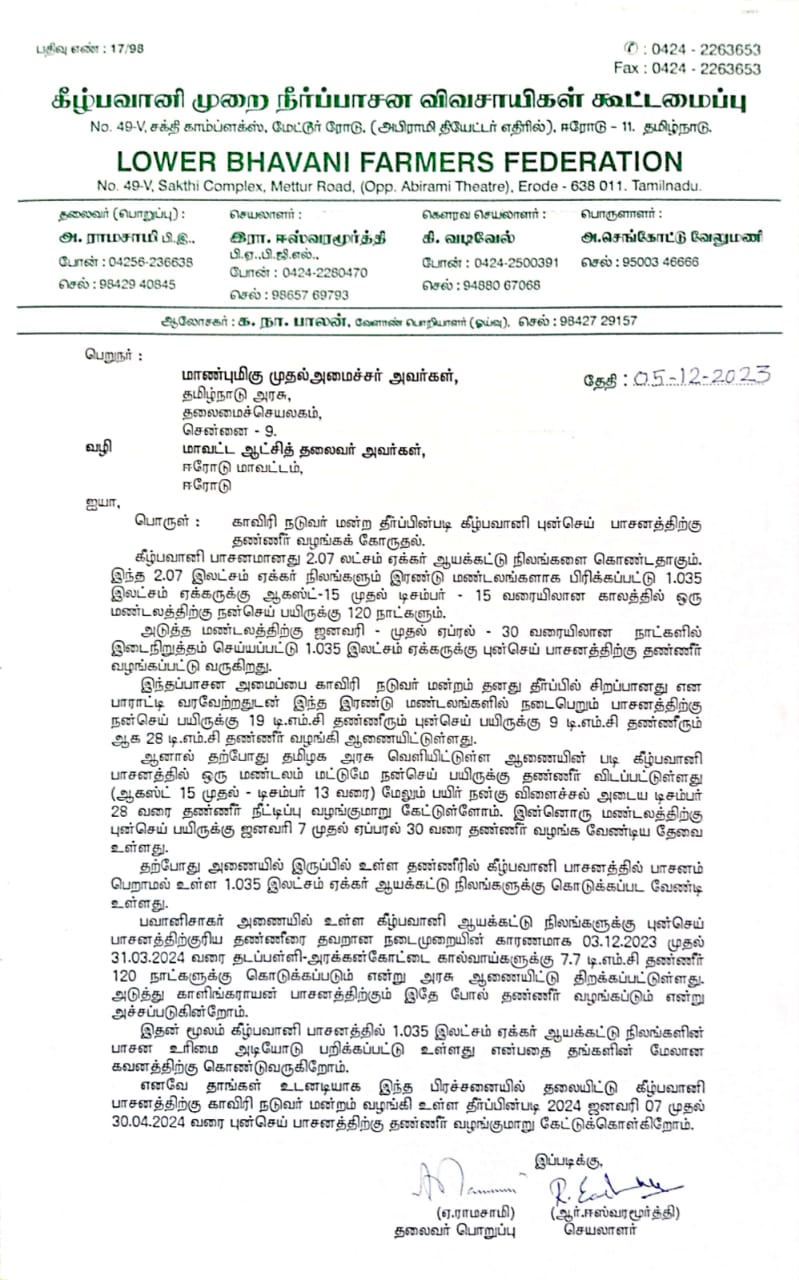 பதிவு எண் : 17/98
✆ : 0424 - 2263653
Fax : 0424 - 2263653
கீழ்பவானி முறை நீர்ப்பாசன விவசாயிகள் கூட்டமைப்பு
No. 49-V, சக்தி காம்ப்ளக்ஸ், மேட்டூர் ரோடு, (அபிராமி தியேட்டர் எதிரில்), ஈரோடு - 11. தமிழ்நாடு.
LOWER BHAVANI FARMERS FEDERATION
No. 49-V, Sakthi Complex, Mettur Road, (Opp. Abirami Theatre), Erode - 638 011. Tamilnadu.
தலைவர் (பொறுப்பு) :
அ. ராமசாமி பி.இ.,
போன் : 04256-236638
செல் : 98429 40845
செயலாளர் :
இரா. ஈஸ்வரமூர்த்தி
பி.ஏ.,பி.ஜி.எல்.,
போன் : 0424-2280470
செல் : 98657 69793
கௌரவ செயலாளர் :
கி. வடிவேல்
போன் : 0424-2500391
செல் : 94880 67068
பொருளாளர் :
அ.செங்கோட்டு வேலுமணி
செல் : 95003 46666
ஆலோசகர் : க. நா. பாலன், வேளாண் பொறியாளர் (ஓய்வு), செல் : 98427 29157
பெறுநர் :
மாண்புமிகு முதல்அமைச்சர் அவர்கள்,
தேதி : 05-12-2023
தமிழ்நாடு அரசு,
தலைமைச்செயலகம்,
சென்னை - 9.
வழி மாவட்ட ஆட்சித் தலைவர் அவர்கள்,
ஈரோடு மாவட்டம்,
ஈரோடு
ஐயா,
பொருள் : காவிரி நடுவர் மன்ற தீர்ப்பின்படி கீழ்பவானி புன்செய் பாசனத்திற்கு
தண்ணீர் வழங்கக் கோருதல்.
கீழ்பவானி பாசனமானது 2.07 லட்சம் ஏக்கர் ஆயக்கட்டு நிலங்களை கொண்டதாகும்.
இந்த 2.07 இலட்சம் ஏக்கர் நிலங்களும் இரண்டு மண்டலங்களாக பிரிக்கப்பட்டு 1.035
இலட்சம் ஏக்கருக்கு ஆகஸ்ட்-15 முதல் டிசம்பர் - 15 வரையிலான காலத்தில் ஒரு
மண்டலத்திற்கு நன்செய் பயிருக்கு 120 நாட்களும்.
அடுத்த மண்டலத்திற்கு ஜனவரி - முதல் ஏப்ரல் - 30 வரையிலான நாட்களில்
இடைநிறுத்தம் செய்யப்பட்டு 1.035 இலட்சம் ஏக்கருக்கு புன்செய் பாசனத்திற்கு தண்ணீர்
வழங்கப்பட்டு வருகிறது.
இந்தப்பாசன அமைப்பை காவிரி நடுவர் மன்றம் தனது தீர்ப்பில் சிறப்பானது என
பாராட்டி வரவேற்றதுடன் இந்த இரண்டு மண்டலங்களில் நடைபெறும் பாசனத்திற்கு
நன்செய் பயிருக்கு 19 டி.எம்.சி தண்ணீரும் புன்செய் பயிருக்கு 9 டி.எம்.சி தண்ணீரும்
ஆக 28 டி.எம்.சி தண்ணீர் வழங்கி ஆணையிட்டுள்ளது.
ஆனால் தற்போது தமிழக அரசு வெளியிட்டுள்ள ஆணையின் படி கீழ்பவானி
பாசனத்தில் ஒரு மண்டலம் மட்டுமே நன்செய் பயிருக்கு தண்ணீர் விடப்பட்டுள்ளது
(ஆகஸ்ட் 15 முதல் - டிசம்பர் 13 வரை) மேலும் பயிர் நன்கு விளைச்சல் அடைய டிசம்பர்
28 வரை தண்ணீர் நீட்டிப்பு வழங்குமாறு கேட்டுள்ளோம். இன்னொரு மண்டலத்திற்கு
புன்செய் பயிருக்கு ஜனவரி 7 முதல் ஏப்பரல் 30 வரை தண்ணீர் வழங்க வேண்டிய தேவை
உள்ளது.
தற்போது அணையில் இருப்பில் உள்ள தண்ணீரில் கீழ்பவானி பாசனத்தில் பாசனம்
பெறாமல் உள்ள 1.035 இலட்சம் ஏக்கர் ஆயக்கட்டு நிலங்களுக்கு கொடுக்கப்பட வேண்டி
உள்ளது.
பவானிசாகர் அணையில் உள்ள கீழ்பவானி ஆயக்கட்டு நிலங்களுக்கு புன்செய்
பாசனத்திற்குரிய தண்ணீரை தவறான நடைமுறையின் காரணமாக 03.12.2023 முதல்
31.03.2024 வரை தடப்பள்ளி-அரக்கன்கோட்டை கால்வாய்களுக்கு 7.7 டி.எம்.சி தண்ணீர்
120 நாட்களுக்கு கொடுக்கப்படும் என்று அரசு ஆணையிட்டு திறக்கப்பட்டுள்ளது.
அடுத்து காளிங்கராயன் பாசனத்திற்கும் இதே போல் தண்ணீர் வழங்கப்டும் என்று
அச்சப்படுகின்றோம்.
இதன் மூலம் கீழ்பவானி பாசனத்தில் 1.035 இலட்சம் ஏக்கர் ஆயக்கட்டு நிலங்களின்
பாசன உரிமை அடியோடு பறிக்கப்பட்டு உள்ளது என்பதை தங்களின் மேலான
கவனத்திற்கு கொண்டுவருகிறோம்.
எனவே தாங்கள் உடனடியாக இந்த பிரச்சனையில் தலையிட்டு கீழ்பவானி
பாசனத்திற்கு காவிரி நடுவர் மன்றம் வழங்கி உள்ள தீர்ப்பின்படி 2024 ஜனவரி 07 முதல்
30.04.2024 வரை புன்செய் பாசனத்திற்கு தண்ணீர் வழங்குமாறு கேட்டுக்கொள்கிறோம்.
இப்படிக்கு,
(ஏ.ராமசாமி) (ஆர்.ஈஸ்வரமூர்த்தி)
தலைவர் பொறுப்பு செயலாளர்